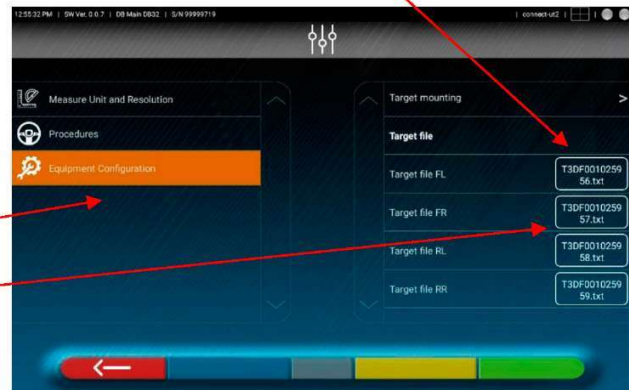 12:55:32 PM | SW Ver. 0.0.7 | DB Main DB32 | S/N 99999719
| connect-ut2 |
Measure Unit and Resolution
Procedures
Equipment Configuration
Target mounting >
Target file
Target file FL
T3DF0010259
56.txt
Target file FR
T3DF0010259
57.txt
Target file RL
T3DF0010259
58.txt
Target file RR
T3DF0010259
59.txt